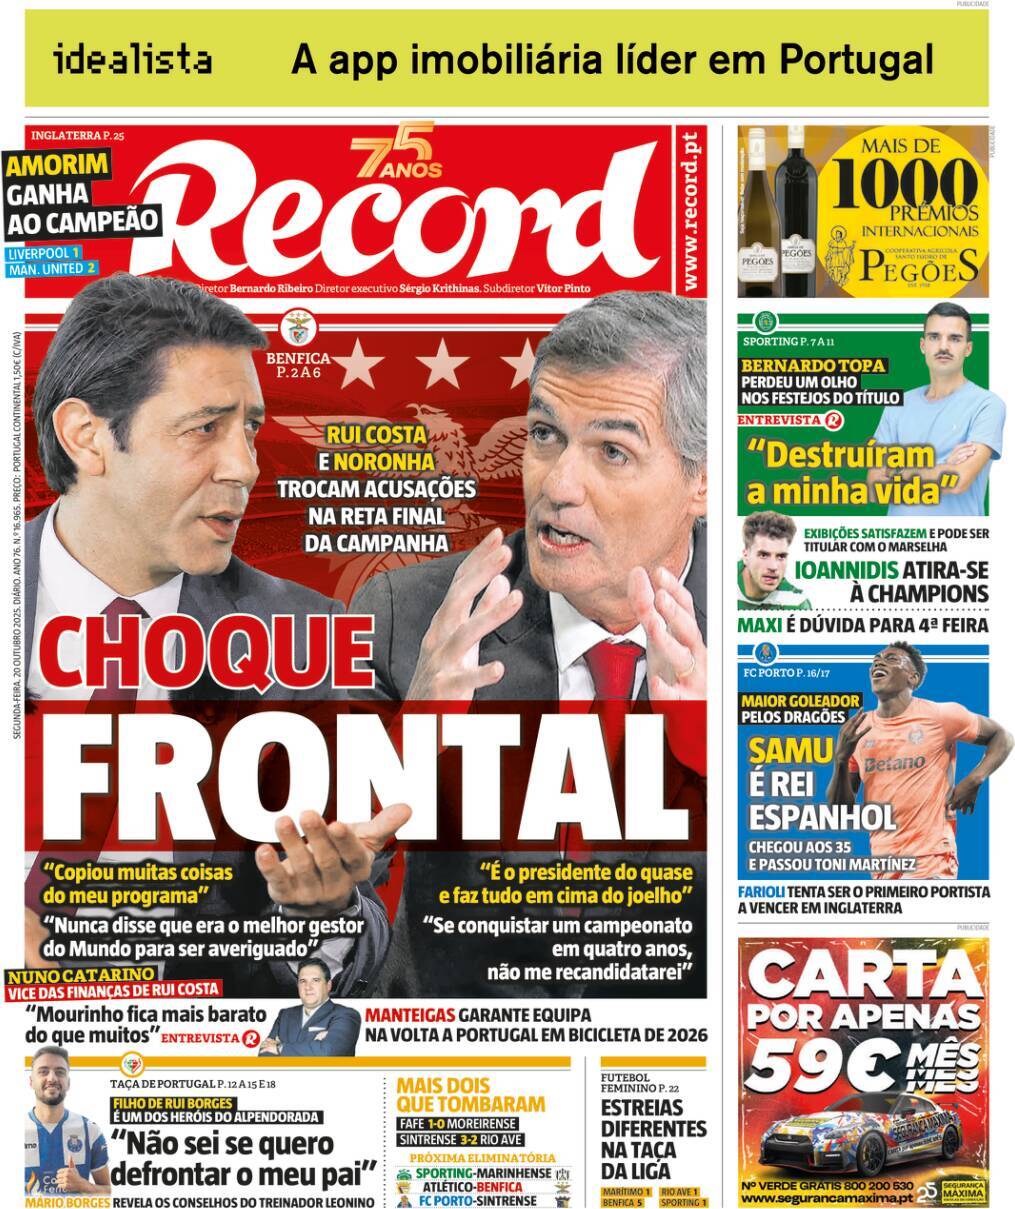 PUBLICIDADE
idealista
A app imobiliária líder em Portugal
INGLATERRA P. 25
AMORIM
GANHA
AO CAMPEÃO
LIVERPOOL 1
MAN. UNITED 2
75 ANOS
Record
www.record.pt
Diretor Bernardo Ribeiro Diretor executivo Sérgio Krithinas. Subdiretor Vitor Pinto
SEGUNDA-FEIRA. 20 OUTUBRO 2025. DIÁRIO. ANO 76. N.º 16.965. PREÇO: PORTUGAL CONTINENTAL 1,50€ (C/IVA)
BENFICA
P. 2 A 6
RUI COSTA
E NORONHA
TROCAM ACUSAÇÕES
NA RETA FINAL
DA CAMPANHA
CHOQUE
FRONTAL
“Copiou muitas coisas
do meu programa”
“Nunca disse que era o melhor gestor
do Mundo para ser averiguado”
“É o presidente do quase
e faz tudo em cima do joelho”
“Se conquistar um campeonato
em quatro anos,
não me recandidatarei”
NUNO CATARINO
VICE DAS FINANÇAS DE RUI COSTA
“Mourinho fica mais barato
do que muitos” ENTREVISTA R
MANTEIGAS GARANTE EQUIPA
NA VOLTA A PORTUGAL EM BICICLETA DE 2026
TAÇA DE PORTUGAL P. 12 A 15 E 18
FILHO DE RUI BORGES
É UM DOS HERÓIS DO ALPENDORADA
“Não sei se quero
defrontar o meu pai”
MÁRIO BORGES REVELA OS CONSELHOS DO TREINADOR LEONINO
MAIS DOIS
QUE TOMBARAM
FAFE 1-0 MOREIRENSE
SINTRENSE 3-2 RIO AVE
PRÓXIMA ELIMINATÓRIA
SPORTING-MARINHENSE
ATLÉTICO-BENFICA
FC PORTO-SINTRENSE
FUTEBOL
FEMININO P. 22
ESTREIAS
DIFERENTES
NA TAÇA
DA LIGA
MARÍTIMO 1
BENFICA 5
RIO AVE 1
SPORTING 1
PUBLICIDADE
MAIS DE
1000
PRÉMIOS
INTERNACIONAIS
COOPERATIVA AGRÍCOLA
SANTO ISIDRO DE
PEGÕES
PEGÕES
PEGÕES
SPORTING P. 7 A 11
BERNARDO TOPA
PERDEU UM OLHO
NOS FESTEJOS DO TÍTULO
ENTREVISTA R
“Destruíram
a minha vida”
EXIBIÇÕES SATISFAZEM E PODE SER
TITULAR COM O MARSELHA
IOANNIDIS ATIRA-SE
À CHAMPIONS
MAXI É DÚVIDA PARA 4ª FEIRA
FC PORTO P. 16/17
MAIOR GOLEADOR
PELOS DRAGÕES
SAMU
É REI
ESPANHOL
CHEGOU AOS 35
E PASSOU TONI MARTÍNEZ
Betano
FARIOLI TENTA SER O PRIMEIRO PORTISTA
A VENCER EM INGLATERRA
PUBLICIDADE
CARTA
POR APENAS
59€ MÊS
MÊS
Nº VERDE GRÁTIS 800 200 530
www.segurancamaxima.pt
25 SEGURANÇA
MÁXIMA